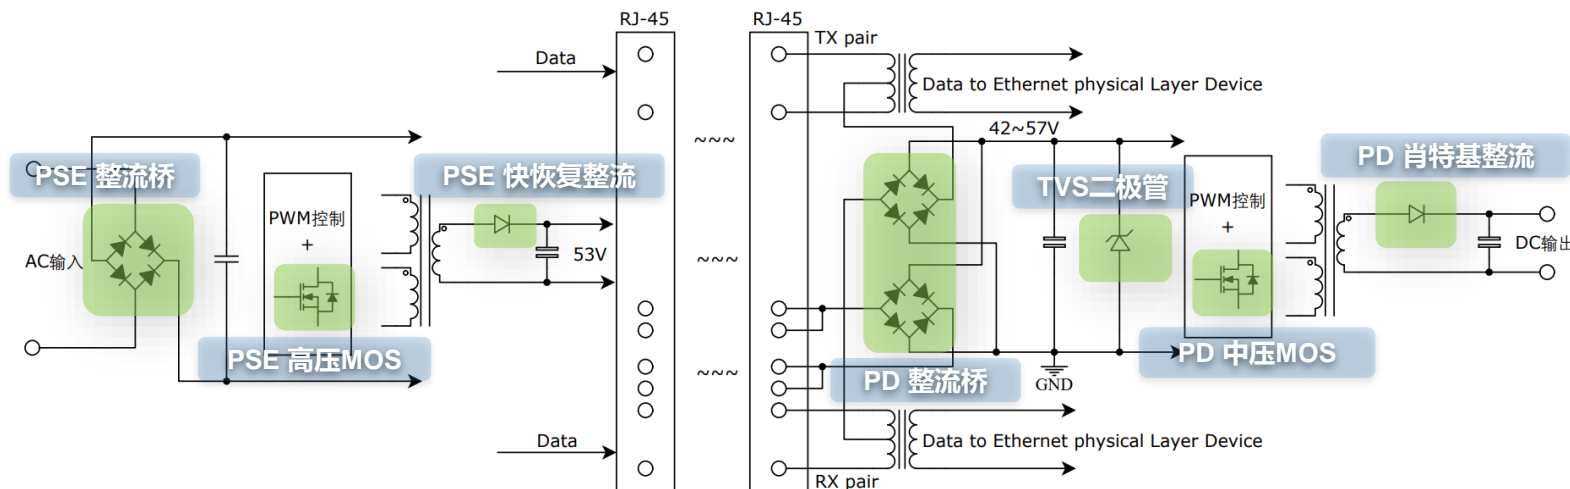 RJ-45
RJ-45
TX pair
Data
Data to Ethernet physical Layer Device
42~57V
~~~
PSE 整流桥
PSE 快恢复整流
TVS二极管
PD 肖特基整流
PWM控制
+
PWM控制
+
AC输入
53V
~~~
DC输出
PSE 高压MOS
~~~
PD 整流桥
GND
PD 中压MOS
Data
Data to Ethernet physical Layer Device
RX pair